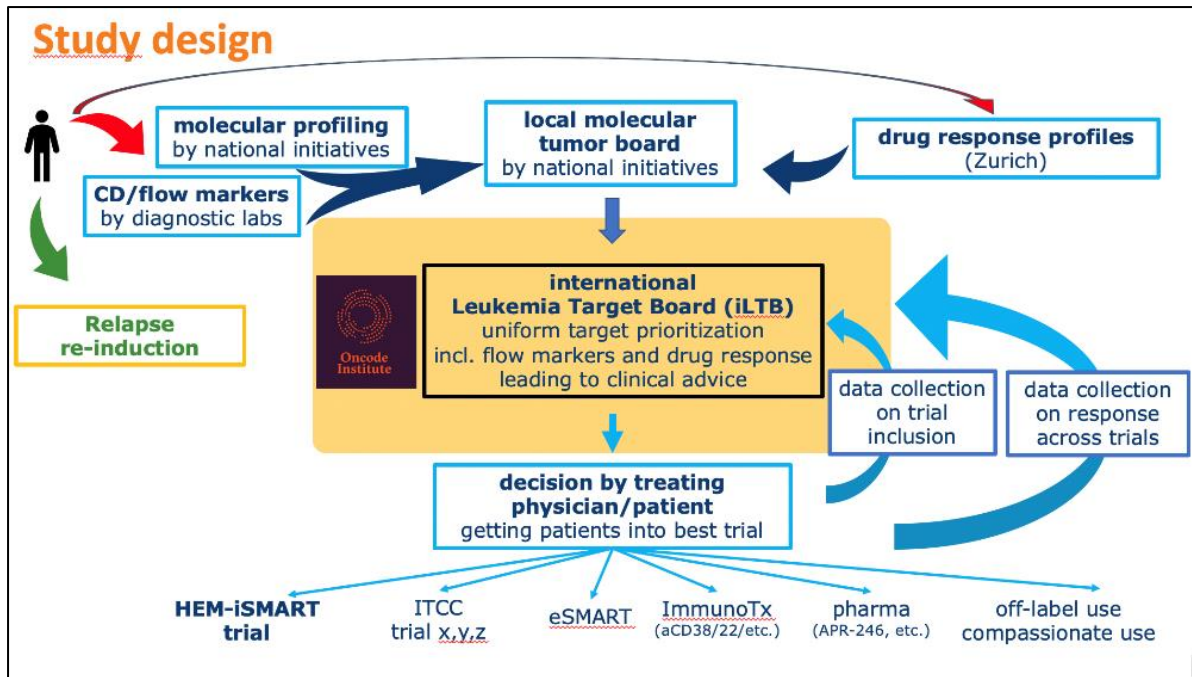 Study design
molecular profiling
by national initiatives
CD/flow markers
by diagnostic labs
local molecular
tumor board
by national initiatives
drug response profiles
(Zurich)
Relapse
re-induction
Oncode
Institute
international
Leukemia Target Board (iLTB)
uniform target prioritization
incl. flow markers and drug response
leading to clinical advice
data collection
on trial
inclusion
data collection
on response
across trials
decision by treating
physician/patient
getting patients into best trial
HEM-iSMART
trial
ITCC
trial x,y,z
eSMART
ImmunoTx
(aCD38/22/etc.)
pharma
(APR-246, etc.)
off-label use
compassionate use